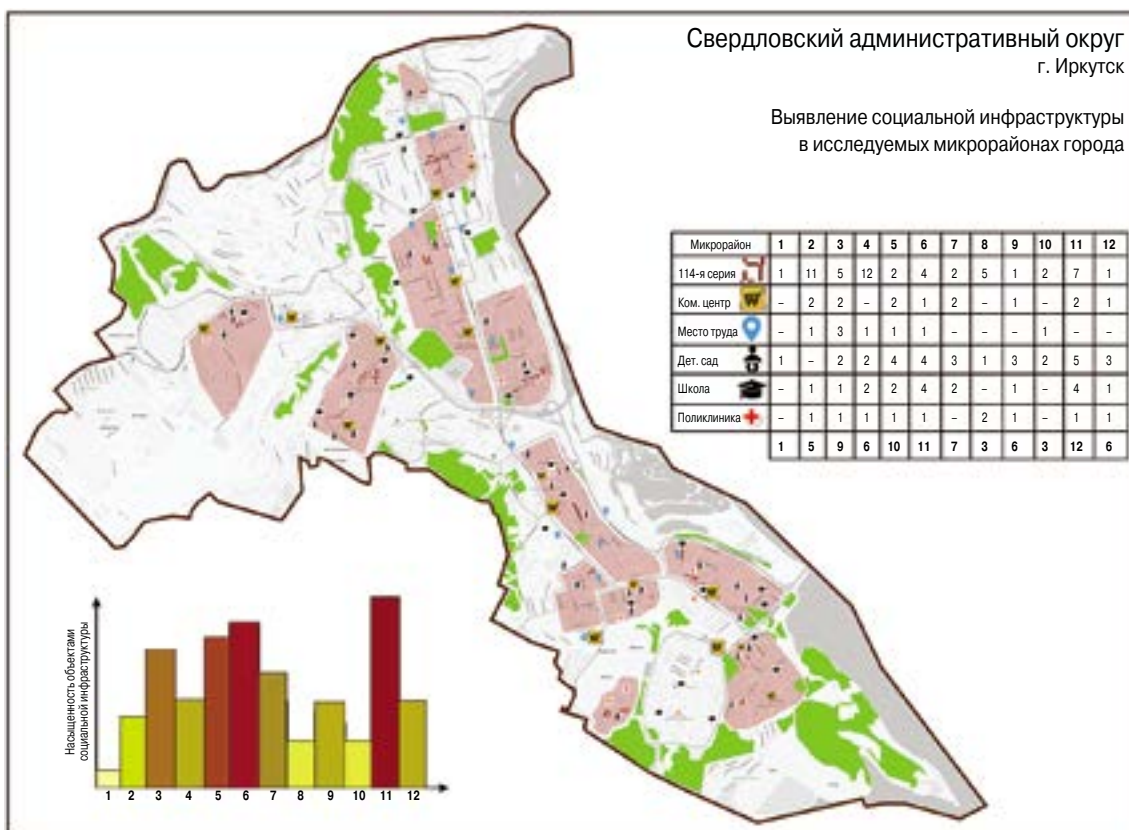 Свердловский административный округ
г. Иркутск
Выявление социальной инфраструктуры
в исследуемых микрорайонах города
Микрорайон 1 2 3 4 5 6 7 8 9 10 11 12
114-я серия 1 11 5 12 2 4 2 5 1 2 7 1
Ком. центр – 2 2 – 2 1 2 – 1 – 2 1
Место труда – 1 3 1 1 1 – – – 1 – –
Дет. сад 1 – 2 2 4 4 3 1 3 2 5 3
Школа – 1 1 2 2 4 2 – 1 – 4 1
Поликлиника – 1 1 1 1 1 – 2 1 – 1 1
1 5 9 6 10 11 7 3 6 3 12 6
Насыщенность объектами
социальной инфраструктуры
1 2 3 4 5 6 7 8 9 10 11 12